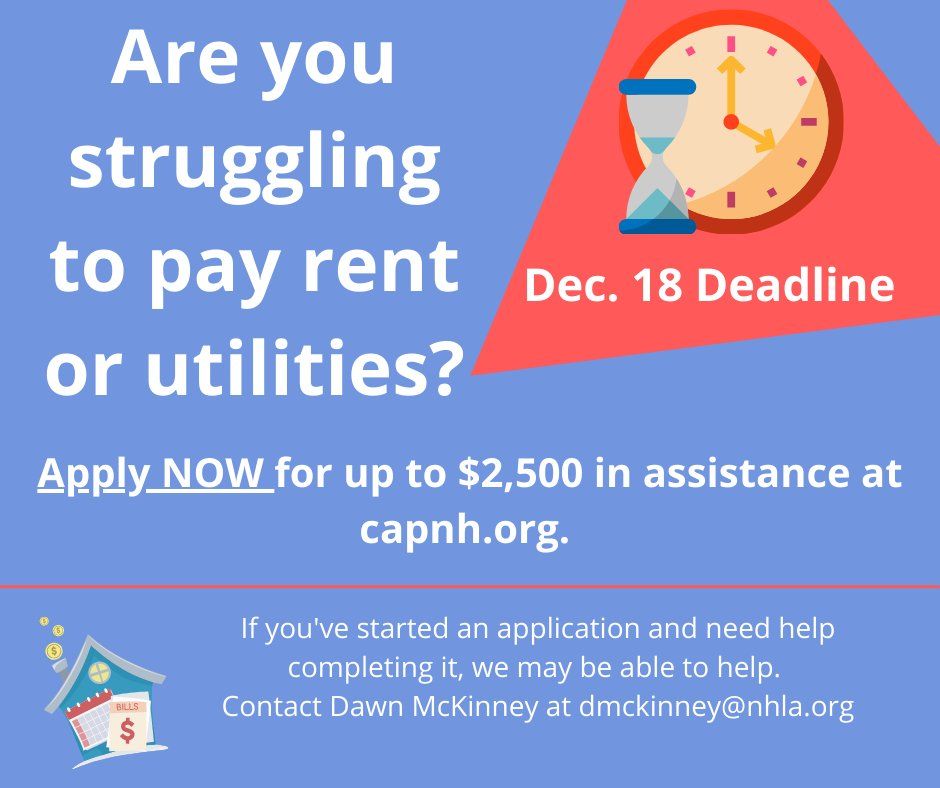 Are you
struggling
to pay rent
or utilities?
Dec. 18 Deadline
Apply NOW for up to $2,500 in assistance at
capnh.org.
BILLS
$
If you've started an application and need help
completing it, we may be able to help.
Contact Dawn McKinney at dmckinney@nhla.org